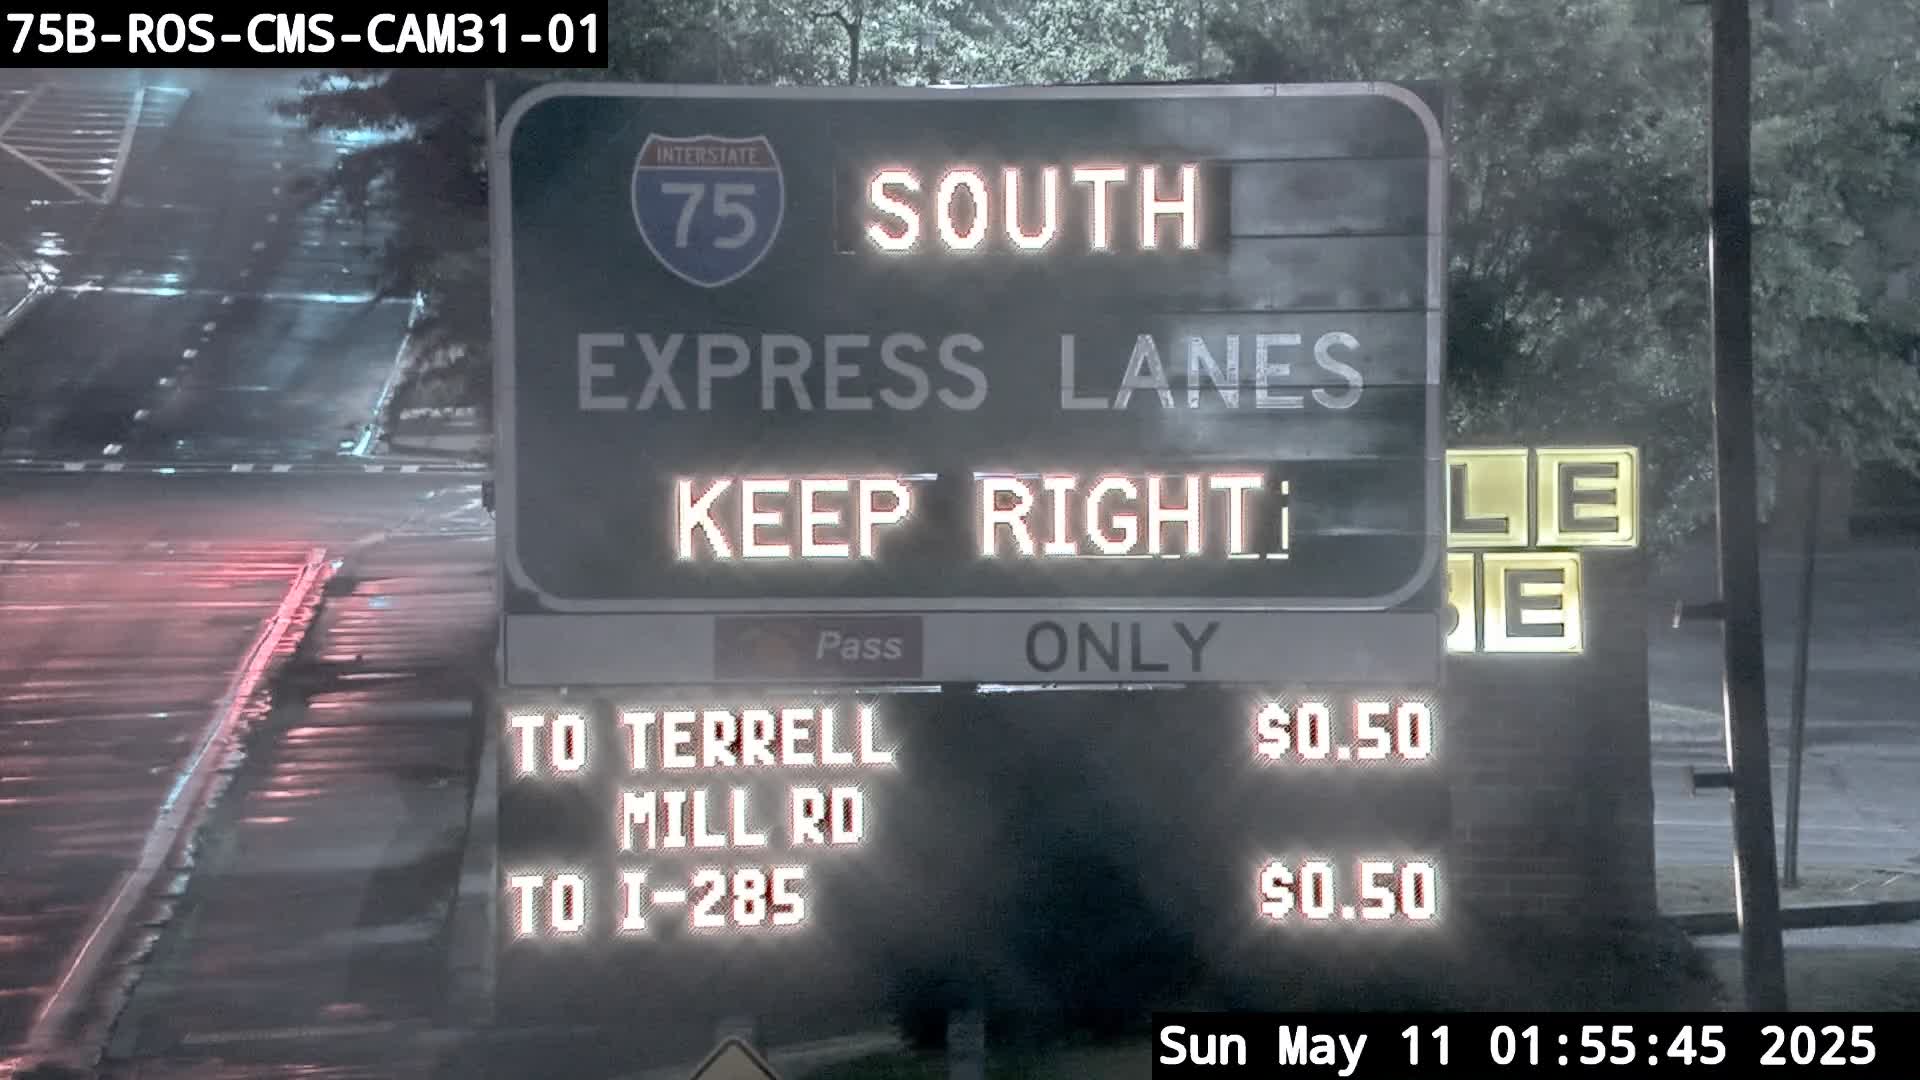 75B-ROS-CMS-CAM31-01
INTERSTATE
75
SOUTH
EXPRESS LANES
KEEP RIGHT
Pass ONLY
LE
E
TO TERRELL $0.50
MILL RD
TO I-285 $0.50
Sun May 11 01:55:45 2025